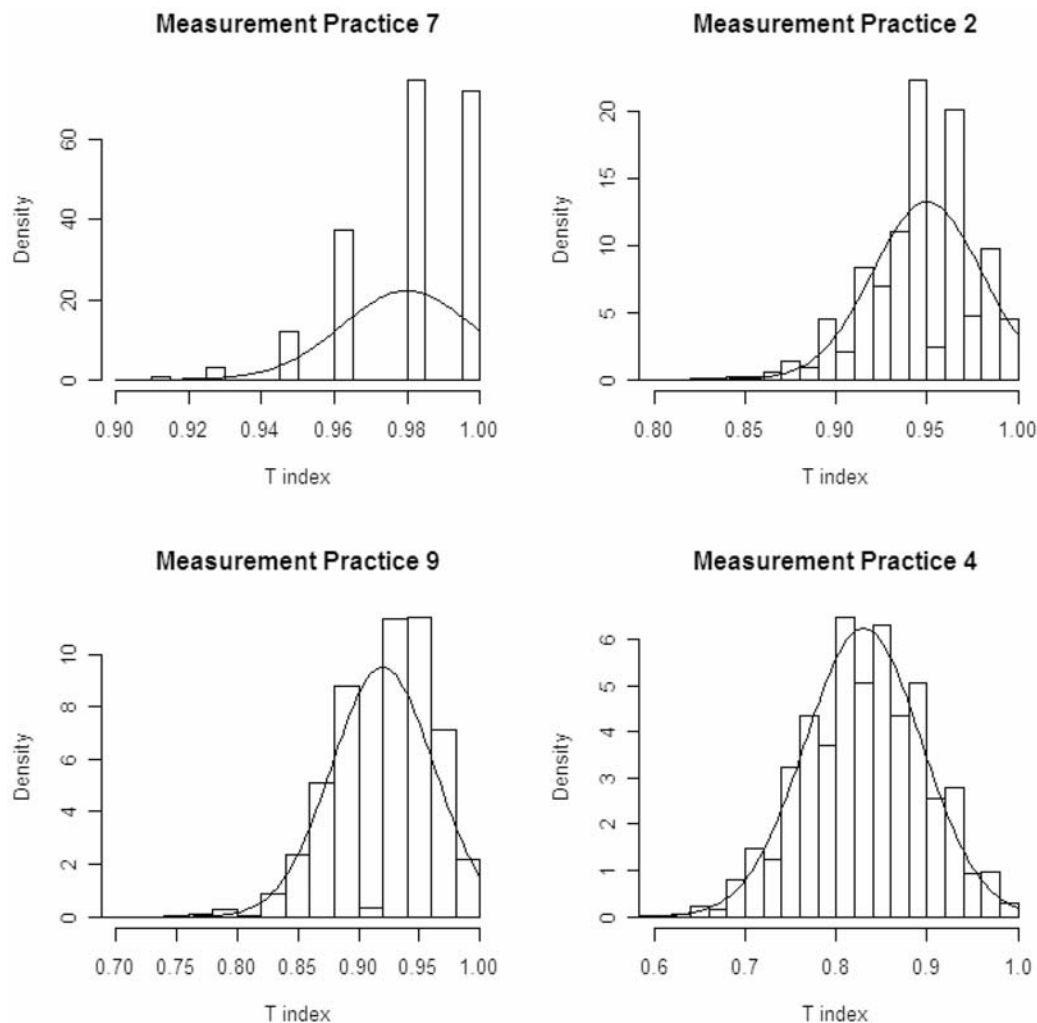 Measurement Practice 7
Density
0 20 40 60
0.90 0.92 0.94 0.96 0.98 1.00
T index
Measurement Practice 2
Density
0 5 10 15 20
0.80 0.85 0.90 0.95 1.00
T index
Measurement Practice 9
Density
0 2 4 6 8 10
0.70 0.75 0.80 0.85 0.90 0.95 1.00
T index
Measurement Practice 4
Density
0 1 2 3 4 5 6
0.6 0.7 0.8 0.9 1.0
T index